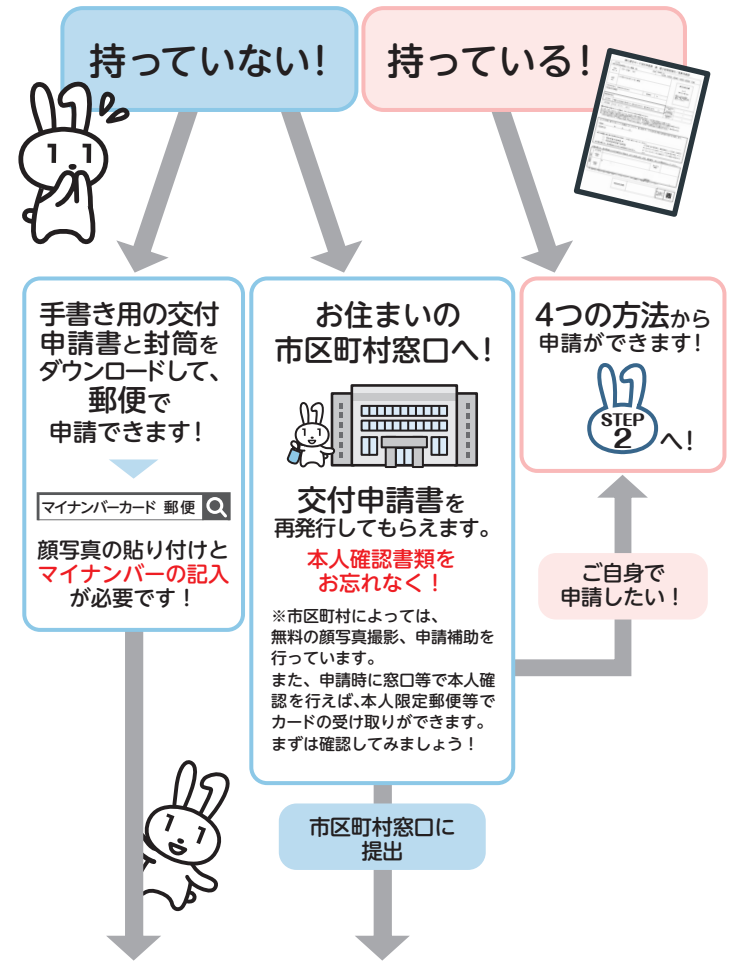 持っていない!
持っている!
手書き用の交付
申請書と封筒を
ダウンロードして、
郵便で
申請できます!
マイナンバーカード 郵便
顔写真の貼り付けと
マイナンバーの記入
が必要です!
お住まいの
市区町村窓口へ!
交付申請書を
再発行してもらえます。
本人確認書類を
お忘れなく!
※市区町村によっては、
無料の顔写真撮影、申請補助を
行っています。
また、申請時に窓口等で本人確
認を行えば、本人限定郵便等で
カードの受け取りができます。
まずは確認してみましょう!
4つの方法から
申請ができます!
STEP
2 へ!
ご自身で
申請したい!
市区町村窓口に
提出